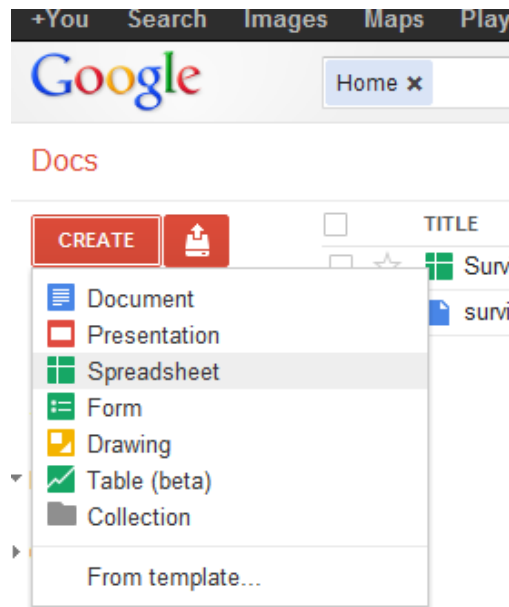 +You Search Images Maps Play
Google
Home ×
Docs
CREATE
TITLE
Surv
survi
Document
Presentation
Spreadsheet
Form
Drawing
Table (beta)
Collection
From template...